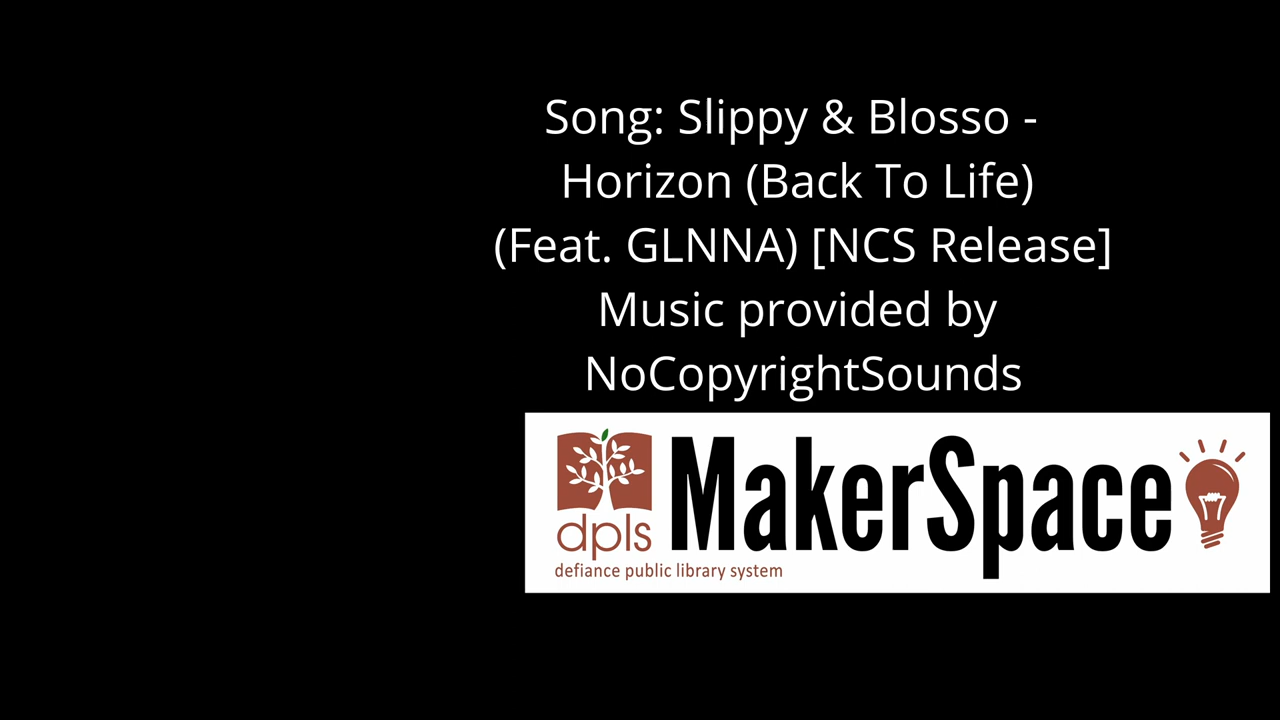 Song: Slippy & Blosso -
Horizon (Back To Life)
(Feat. GLNNA) [NCS Release]
Music provided by
NoCopyrightSounds
dpls
MakerSpace
defiance public library system